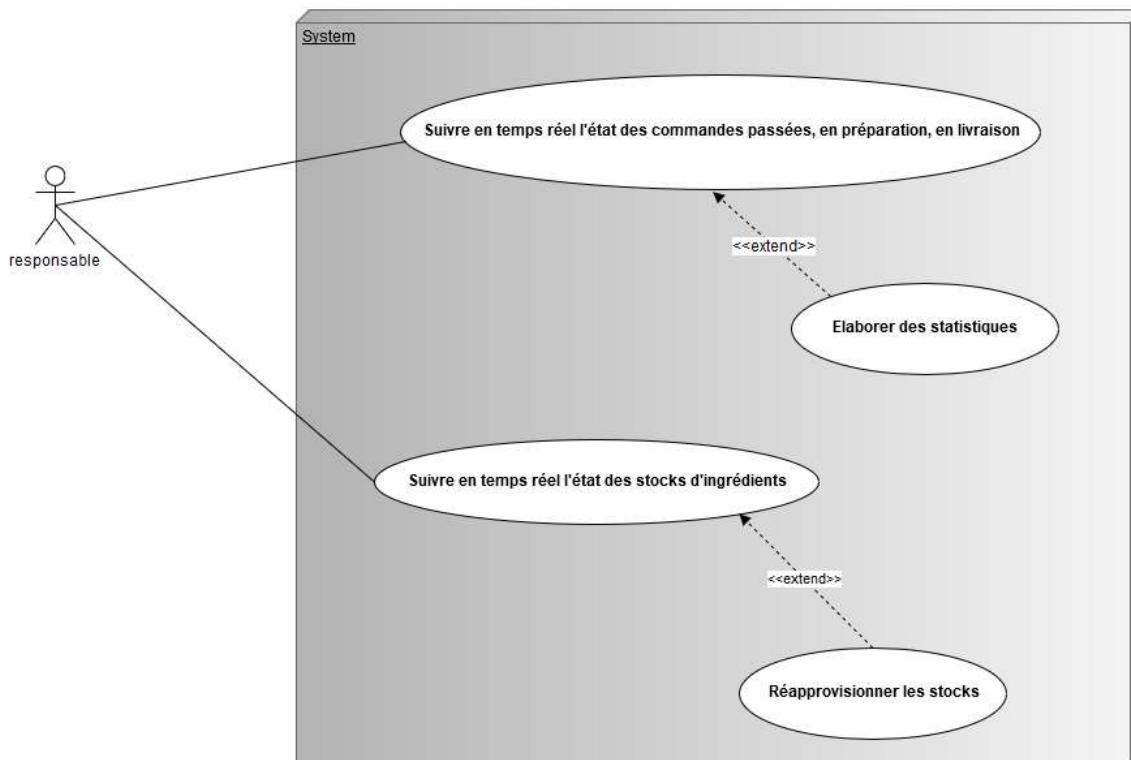 System
Suivre en temps réel l'état des commandes passées, en préparation, en livraison
responsable
<<extend>>
Elaborer des statistiques
Suivre en temps réel l'état des stocks d'ingrédients
<<extend>>
Réapprovisionner les stocks